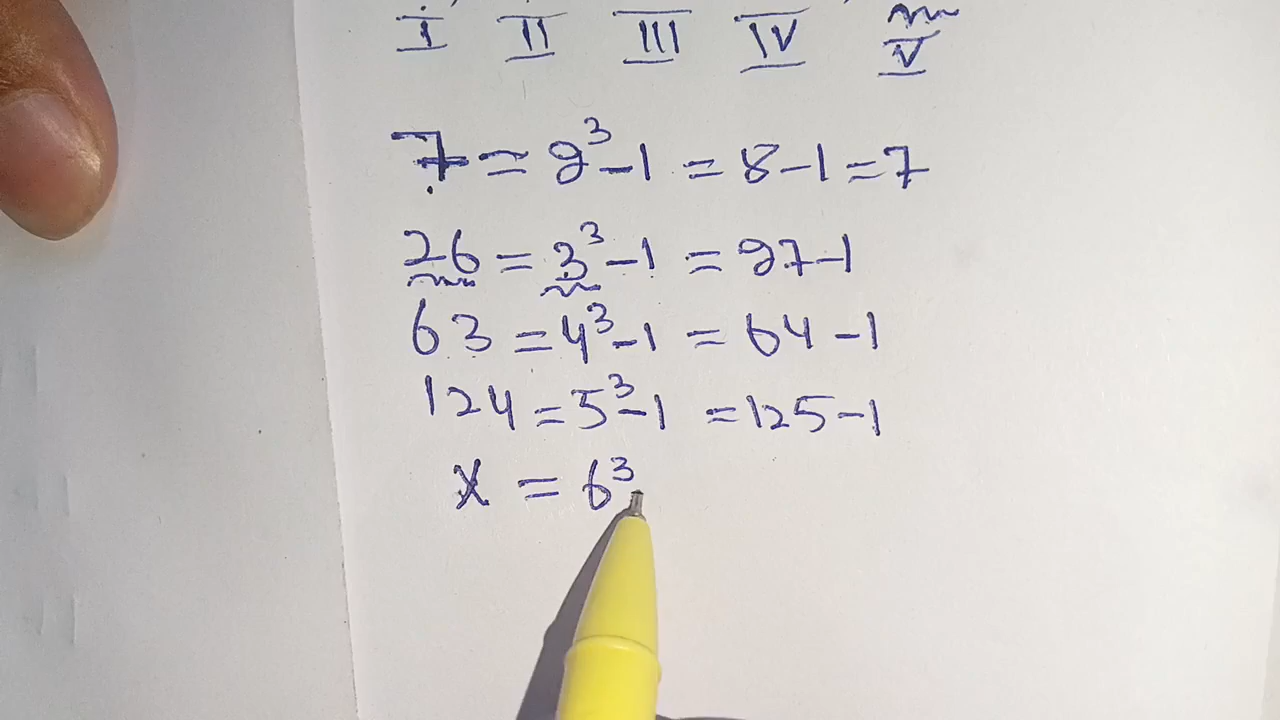 I II III IV V
7 = 2³-1 = 8-1 = 7
26 = 3³-1 = 27-1
63 = 4³-1 = 64-1
124 = 5³-1 = 125-1
x = 6³